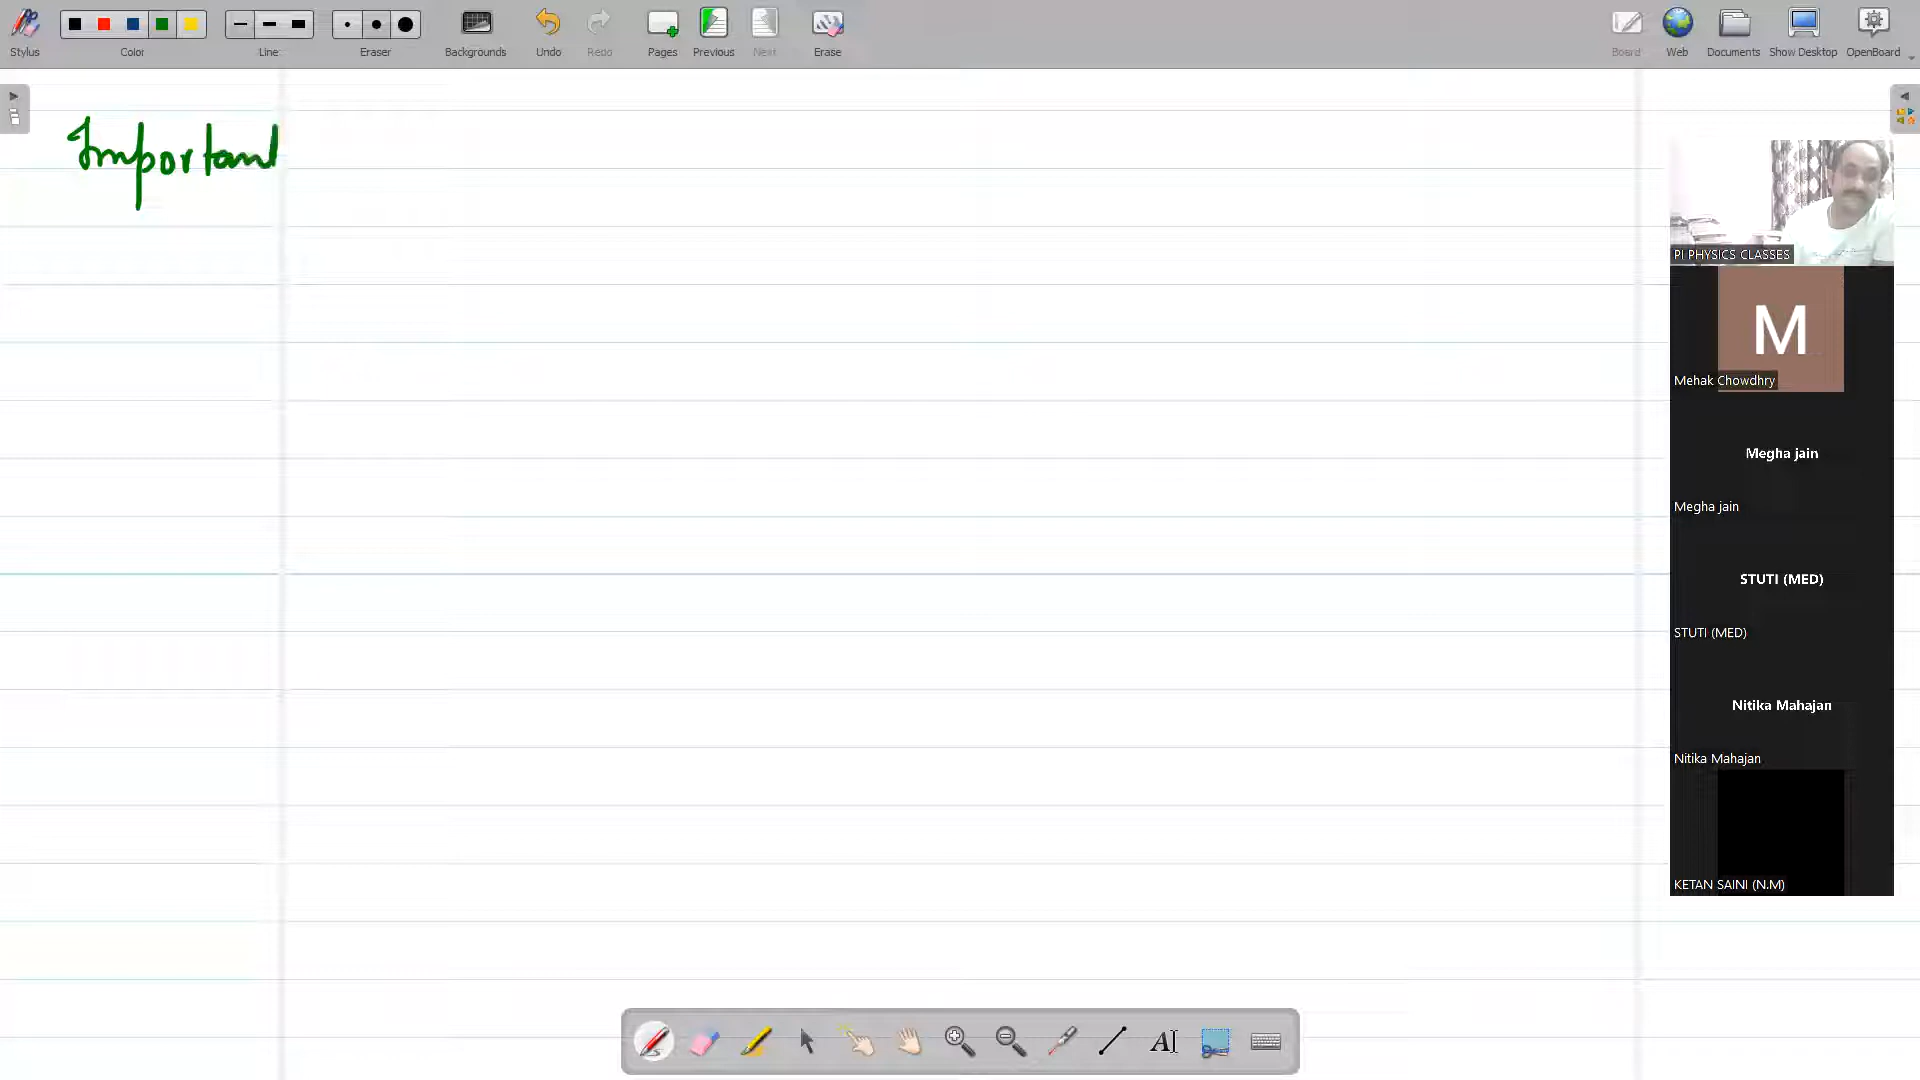 Stylus
Color
Line
Eraser
Backgrounds
Undo
Redo
Pages
Previous
Next
Erase
Board
Web
Documents
Show Desktop
OpenBoard
Important
PI PHYSICS CLASSES
M
Mehak Chowdhry
Megha jain
Megha jain
STUTI (MED)
STUTI (MED)
Nitika Mahajan
Nitika Mahajan
KETAN SAINI (N.M)
AI